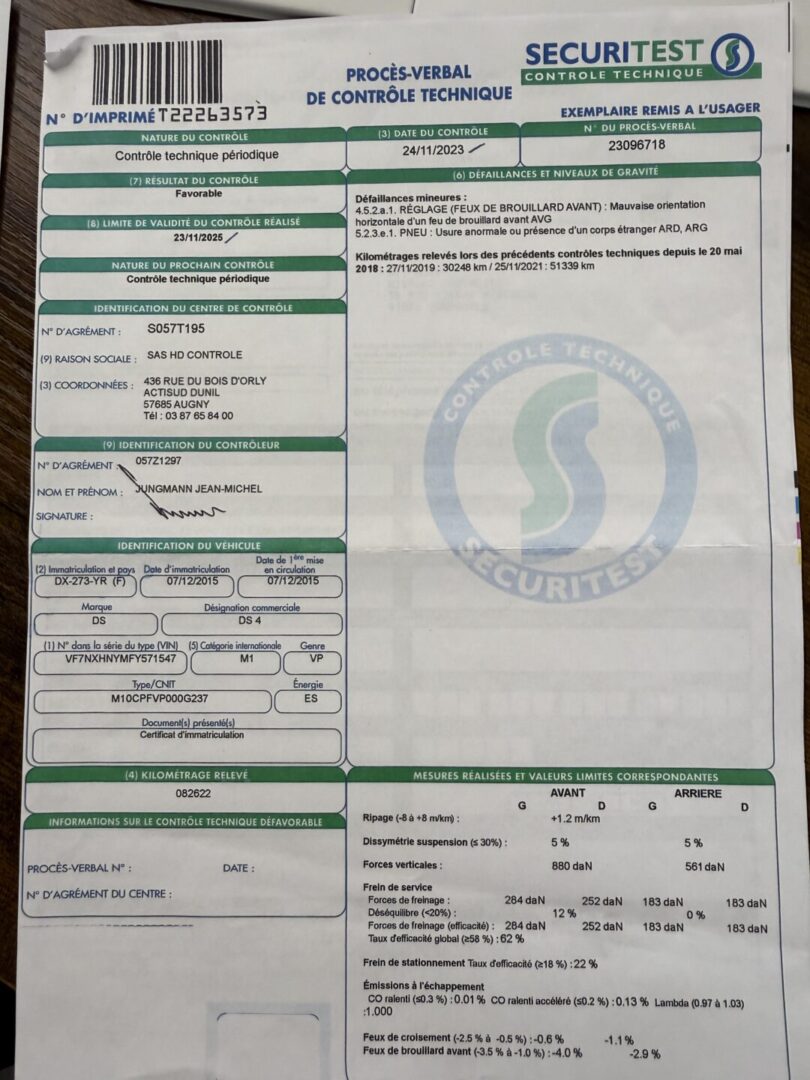 N° D'IMPRIMÉ T22263573
PROCÈS-VERBAL
DE CONTRÔLE TECHNIQUE
SECURITEST
CONTROLE TECHNIQUE
EXEMPLAIRE REMIS A L'USAGER
NATURE DU CONTRÔLE
Contrôle technique périodique
(3) DATE DU CONTRÔLE
24/11/2023
N° DU PROCÈS-VERBAL
23096718
(7) RÉSULTAT DU CONTRÔLE
Favorable
(8) LIMITE DE VALIDITÉ DU CONTRÔLE RÉALISÉ
23/11/2025
NATURE DU PROCHAIN CONTRÔLE
Contrôle technique périodique
IDENTIFICATION DU CENTRE DE CONTRÔLE
N° D'AGRÉMENT : S057T195
(9) RAISON SOCIALE : SAS HD CONTROLE
(3) COORDONNÉES : 436 RUE DU BOIS D'ORLY
ACTISUD DUNIL
57685 AUGNY
Tél : 03 87 65 84 00
(9) IDENTIFICATION DU CONTRÔLEUR
N° D'AGRÉMENT : 057Z1297
NOM ET PRÉNOM : JUNGMANN JEAN-MICHEL
SIGNATURE :
IDENTIFICATION DU VÉHICULE
(2) Immatriculation et pays Date d'immatriculation Date de 1ère mise
en circulation
DX-273-YR (F) 07/12/2015 07/12/2015
Marque Désignation commerciale
DS DS 4
(1) N° dans la série du type (VIN) (5) Catégorie internationale Genre
VF7NXHNYMFY571547 M1 VP
Type/CNIT Énergie
M10CPFVP000G237 ES
Document(s) présenté(s)
Certificat d'immatriculation
(4) KILOMÉTRAGE RELEVÉ
082622
INFORMATIONS SUR LE CONTRÔLE TECHNIQUE DÉFAVORABLE
PROCÈS-VERBAL N° : DATE :
N° D'AGRÉMENT DU CENTRE :
(6) DÉFAILLANCES ET NIVEAUX DE GRAVITÉ
Défaillances mineures :
4.5.2.a.1. RÉGLAGE (FEUX DE BROUILLARD AVANT) : Mauvaise orientation
horizontale d'un feu de brouillard avant AVG
5.2.3.e.1. PNEU : Usure anormale ou présence d'un corps étranger ARD, ARG
Kilométrages relevés lors des précédents contrôles techniques depuis le 20 mai
2018 : 27/11/2019 : 30248 km / 25/11/2021 : 51339 km
CONTROLE TECHNIQUE
SECURITEST
MESURES RÉALISÉES ET VALEURS LIMITES CORRESPONDANTES
AVANT ARRIERE
G D G D
Ripage (-8 à +8 m/km) : +1.2 m/km
Dissymétrie suspension (≤ 30%) : 5 % 5 %
Forces verticales : 880 daN 561 daN
Frein de service
Forces de freinage : 284 daN 252 daN 183 daN 183 daN
Déséquilibre (<20%) : 12 % 0 %
Forces de freinage (efficacité) : 284 daN 252 daN 183 daN 183 daN
Taux d'efficacité global (≥58 %) : 62 %
Frein de stationnement Taux d'efficacité (≥18 %) : 22 %
Émissions à l'échappement
CO ralenti (≤0.3 %) : 0.01 % CO ralenti accéléré (≤0.2 %) : 0.13 % Lambda (0.97 à 1.03)
:1.000
Feux de croisement (-2.5 % à -0.5 %) : -0.6 % -1.1 %
Feux de brouillard avant (-3.5 % à -1.0 %) : -4.0 % -2.9 %